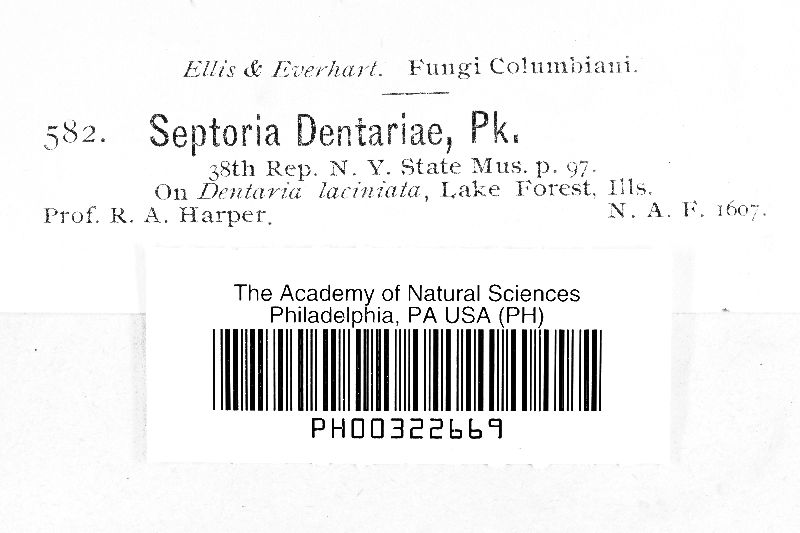 Ellis & Everhart. Fungi Columbiani.
582. Septoria Dentariae, Pk.
38th Rep. N. Y. State Mus. p. 97.
On Dentaria laciniata, Lake Forest, Ills.
Prof. R. A. Harper. N. A. F. 1607.
The Academy of Natural Sciences
Philadelphia, PA USA (PH)
PH00322669